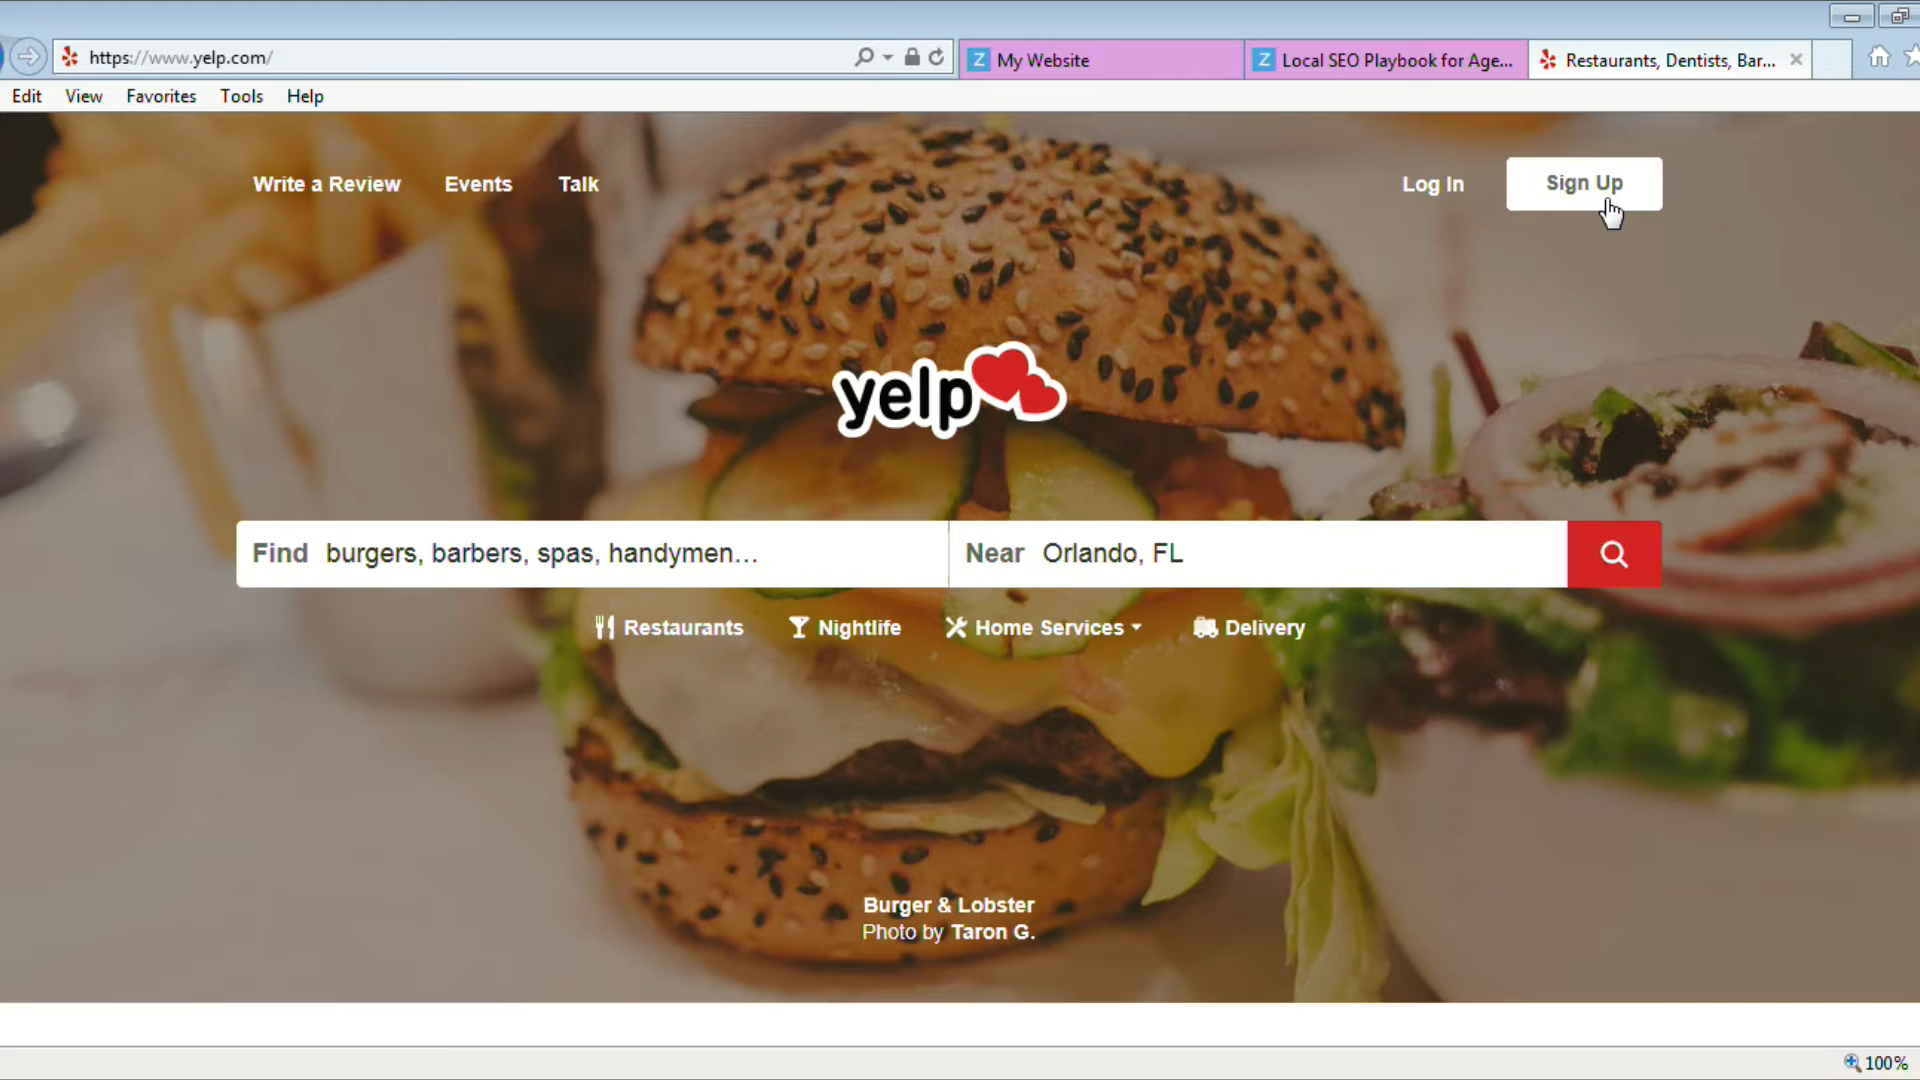 https://www.yelp.com/
Z My Website
Z Local SEO Playbook for Age...
Restaurants, Dentists, Bar...
Edit View Favorites Tools Help
Write a Review Events Talk Log In Sign Up
yelp
Find burgers, barbers, spas, handymen... Near Orlando, FL
Restaurants Nightlife Home Services Delivery
Burger & Lobster
Photo by Taron G.
100%